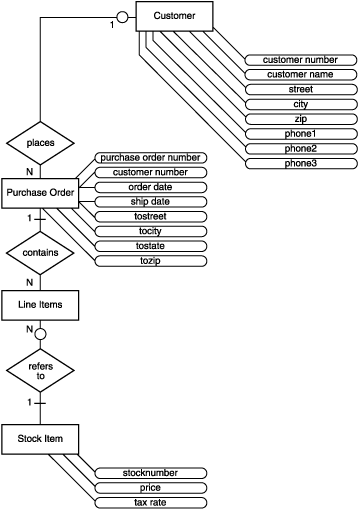 Customer
1
customer number
customer name
street
city
zip
phone1
phone2
phone3
places
N
purchase order number
customer number
order date
ship date
tostreet
tocity
tostate
tozip
Purchase Order
1
contains
N
Line Items
N
refers
to
1
Stock Item
stocknumber
price
tax rate